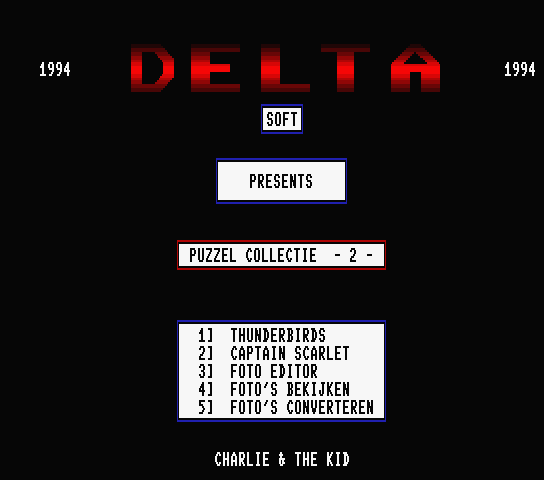 1994 DELTA 1994
SOFT
PRESENTS
PUZZEL COLLECTIE - 2 -
1] THUNDERBIRDS
2] CAPTAIN SCARLET
3] FOTO EDITOR
4] FOTO'S BEKIJKEN
5] FOTO'S CONVERTEREN
CHARLIE & THE KID